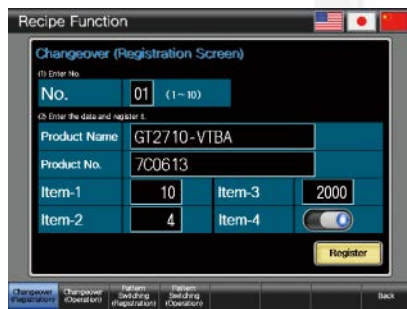 Recipe Function
Changeover (Registration Screen)
(1) Enter No.
No. 01 (1~10)
(2) Enter the date and register it.
Product Name GT2710-VTBA
Product No. 7C0613
Item-1 10 Item-3 2000
Item-2 4 Item-4
Register
Changeover (Registration) Changeover (Operation) Pattern Switching (Registration) Pattern Switching (Operation) Back